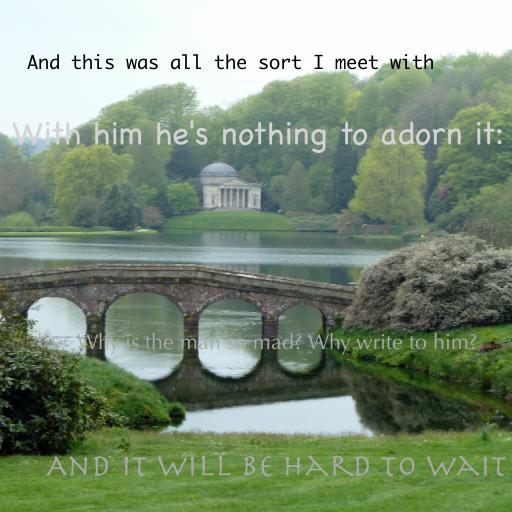 And this was all the sort I meet with
With him he's nothing to adorn it:
Why is the man so mad? Why write to him?
AND IT WILL BE HARD TO WAIT